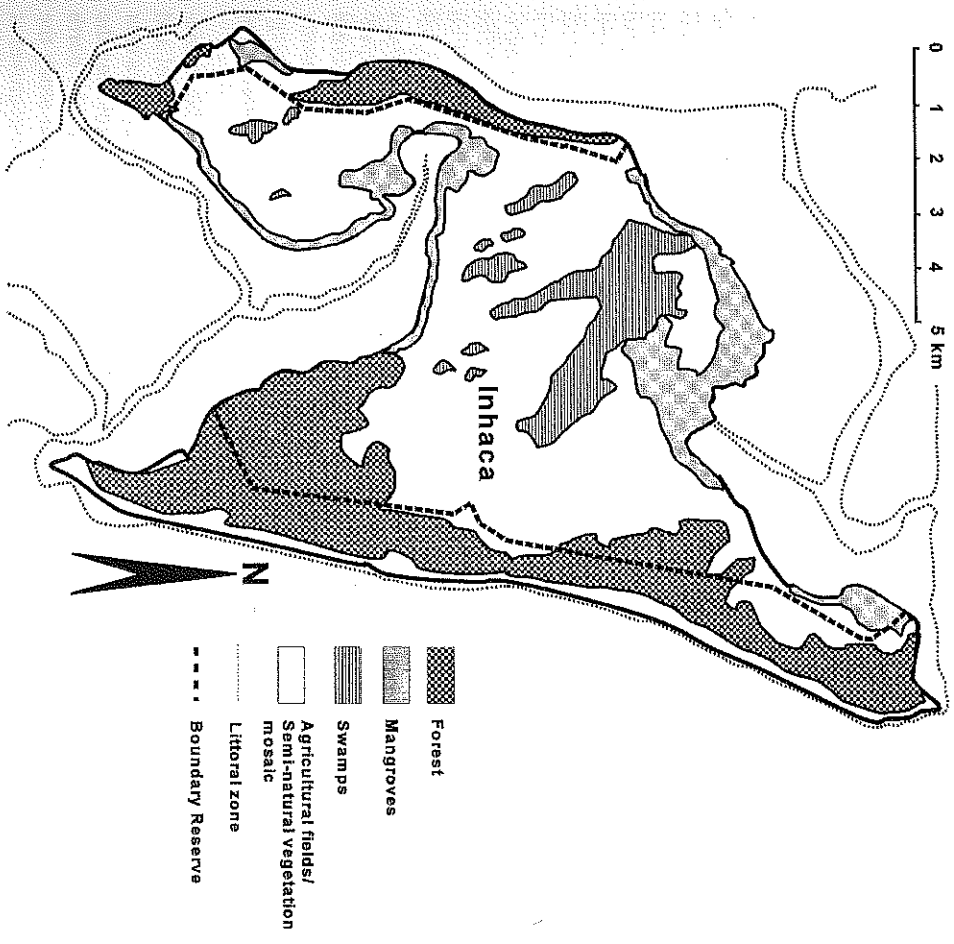 0 1 2 3 4 5 km
Inhaca
N
Forest
Mangroves
Swamps
Agricultural fields/
Semi-natural vegetation
mosaic
Littoral zone
Boundary Reserve